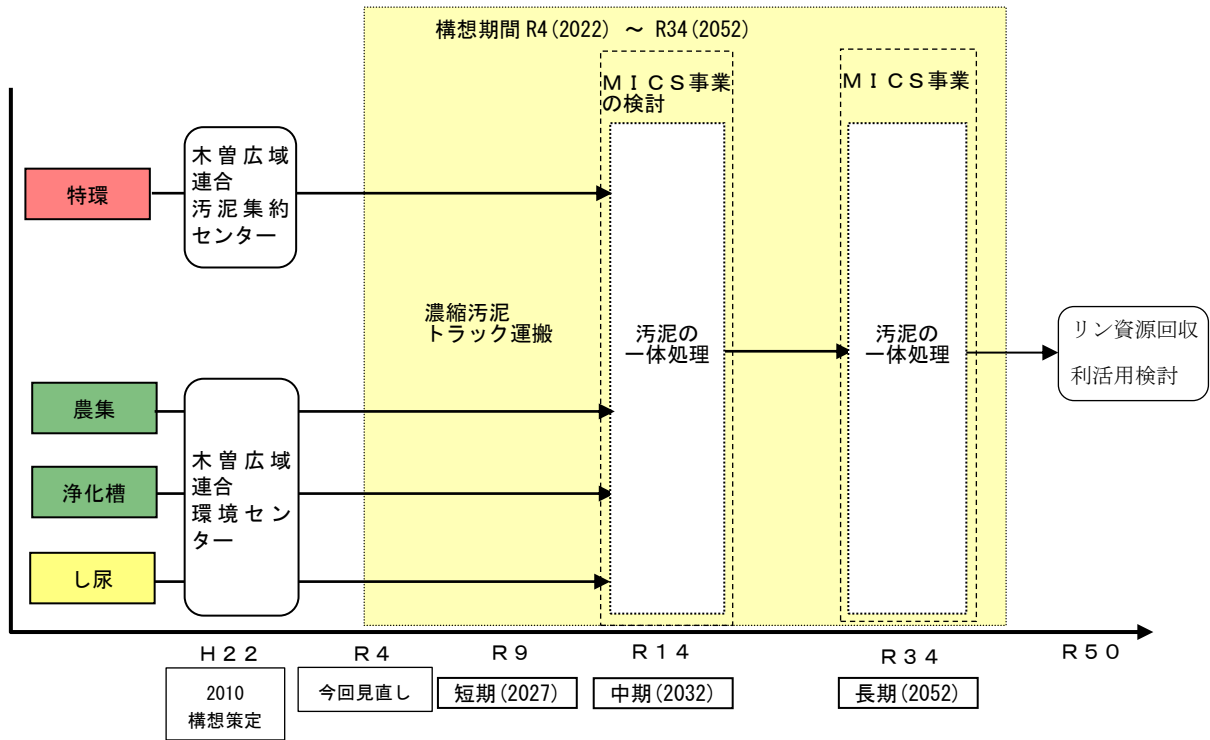 構想期間 R4(2022) ~ R34(2052)
MICS事業
の検討
MICS事業
特環
木曽広域
連合
汚泥集約
センター
濃縮汚泥
トラック運搬
汚泥の
一体処理
汚泥の
一体処理
リン資源回収
利活用検討
農集
浄化槽
し尿
木曽広域
連合
環境セン
ター
H22
R4
R9
R14
R34
R50
2010
構想策定
今回見直し
短期(2027)
中期(2032)
長期(2052)